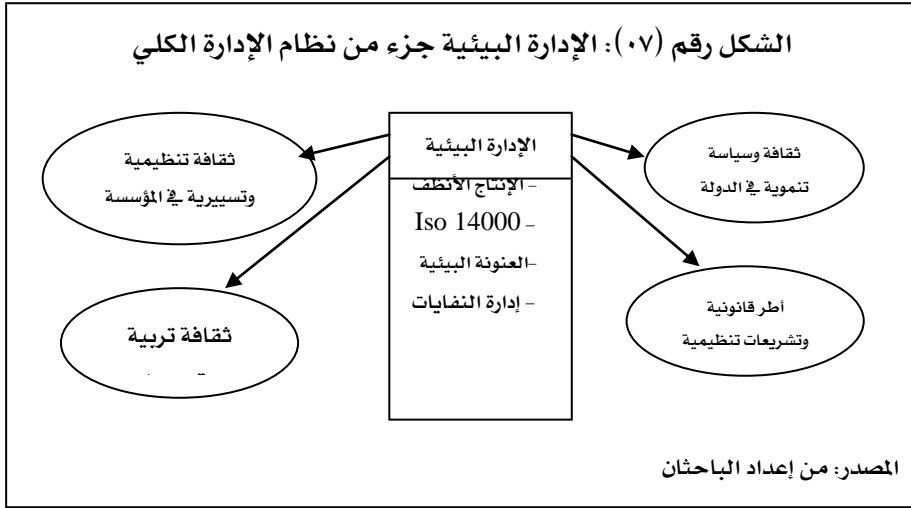 الشكل رقم (٠٧): الإدارة البيئية جزء من نظام الإدارة الكلي
ثقافة وسياسة
تنموية في الدولة
الإدارة البيئية
- الإنتاج الأنظف
Iso 14000 –
-العنونة البيئية
- إدارة النفايات
ثقافة تنظيمية
وتسييرية في المؤسسة
أطر قانونية
وتشريعات تنظيمية
ثقافة تربية
المصدر: من إعداد الباحثان